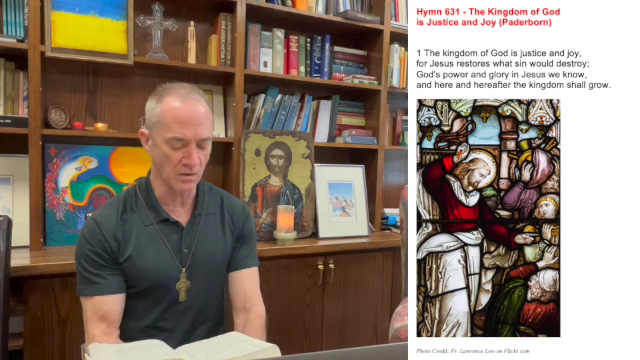 Hymn 631 - The Kingdom of God
is Justice and Joy (Paderborn)
1 The kingdom of God is justice and joy,
for Jesus restores what sin would destroy;
God's power and glory in Jesus we know,
and here and hereafter the kingdom shall grow.
Photo Credit: Fr. Lawrence Lew on Flickr.com